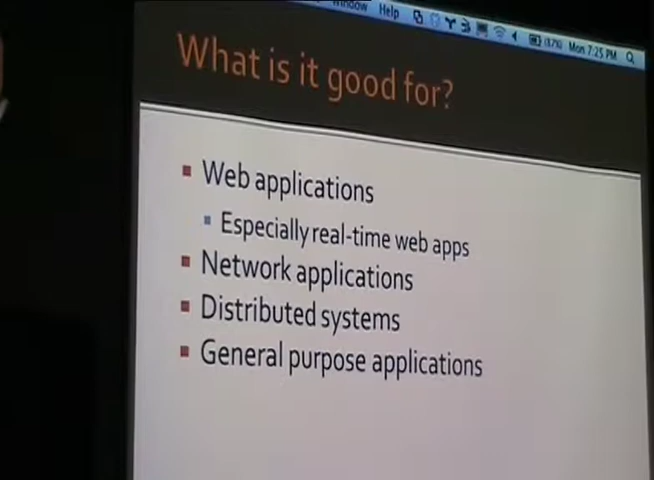 Window Help (37%) Mon 7:25 PM
What is it good for?
Web applications
Especially real-time web apps
Network applications
Distributed systems
General purpose applications